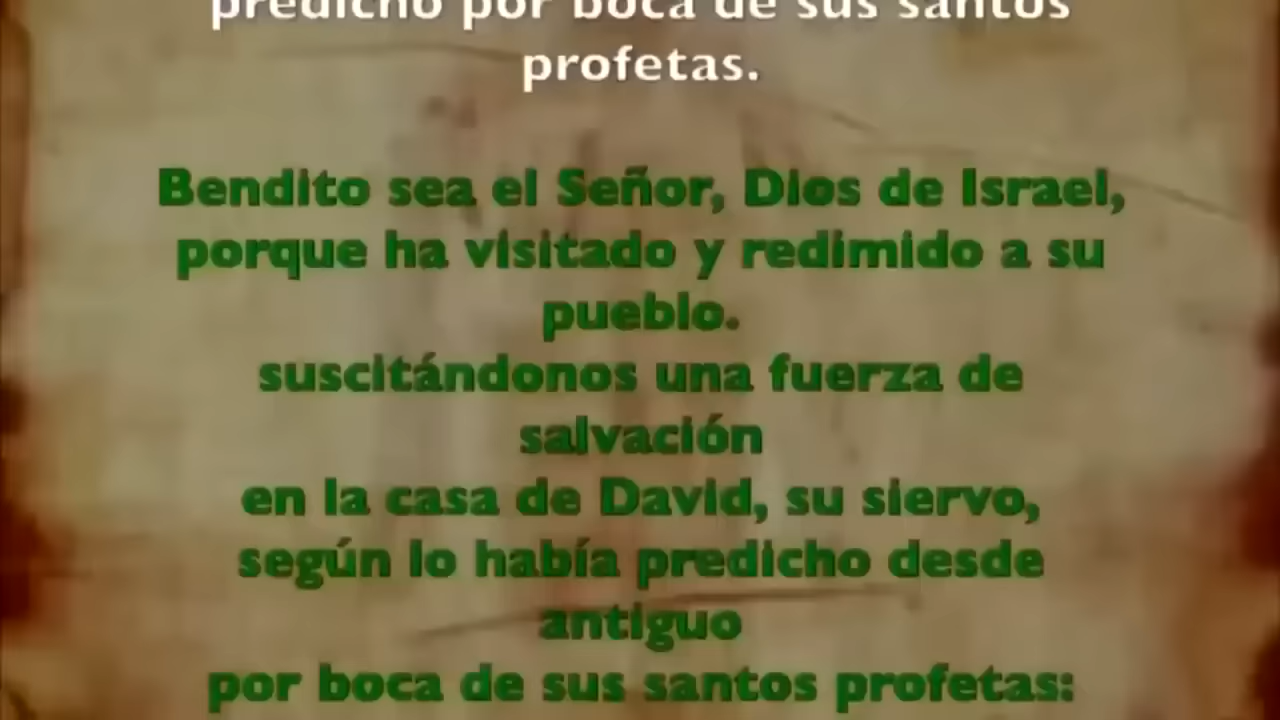 predicho por boca de sus santos
profetas.
Bendito sea el Señor, Dios de Israel,
porque ha visitado y redimido a su
pueblo.
suscitándonos una fuerza de
salvación
en la casa de David, su siervo,
según lo había predicho desde
antiguo
por boca de sus santos profetas: